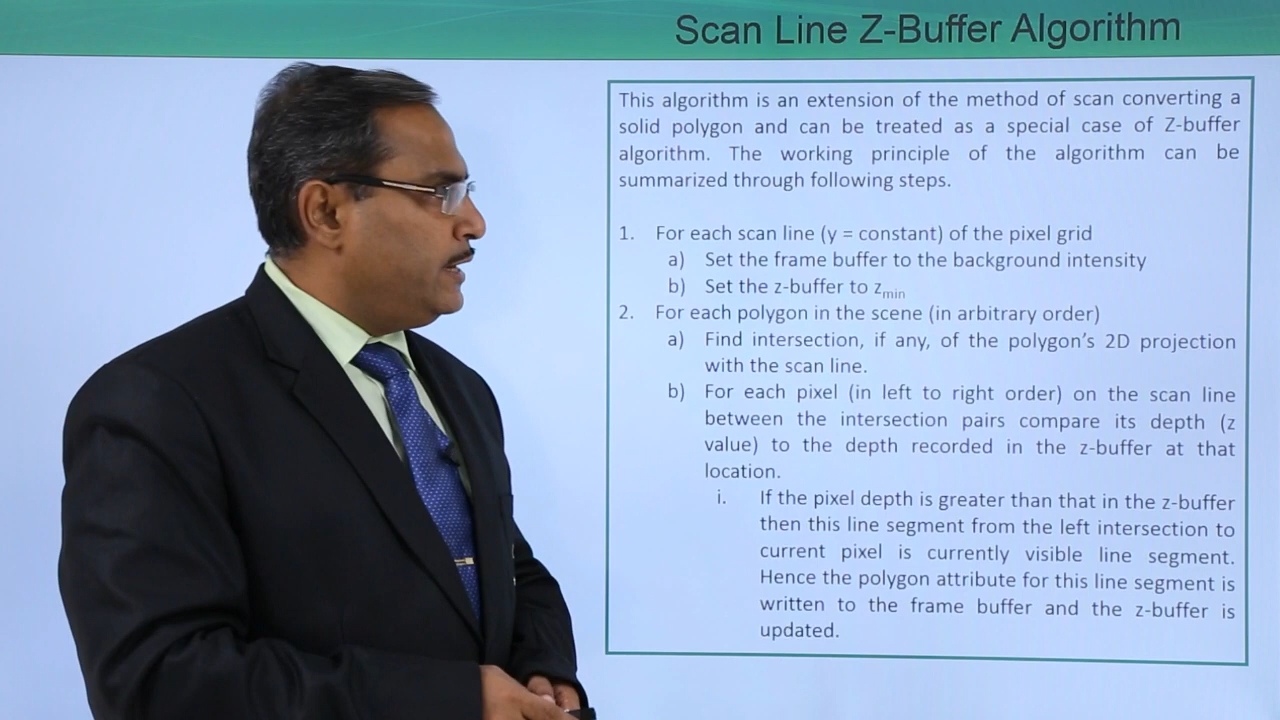 Scan Line Z-Buffer Algorithm
This algorithm is an extension of the method of scan converting a
solid polygon and can be treated as a special case of Z-buffer
algorithm. The working principle of the algorithm can be
summarized through following steps.
1. For each scan line (y = constant) of the pixel grid
a) Set the frame buffer to the background intensity
b) Set the z-buffer to zmin
2. For each polygon in the scene (in arbitrary order)
a) Find intersection, if any, of the polygon's 2D projection
with the scan line.
b) For each pixel (in left to right order) on the scan line
between the intersection pairs compare its depth (z
value) to the depth recorded in the z-buffer at that
location.
i. If the pixel depth is greater than that in the z-buffer
then this line segment from the left intersection to
current pixel is currently visible line segment.
Hence the polygon attribute for this line segment is
written to the frame buffer and the z-buffer is
updated.